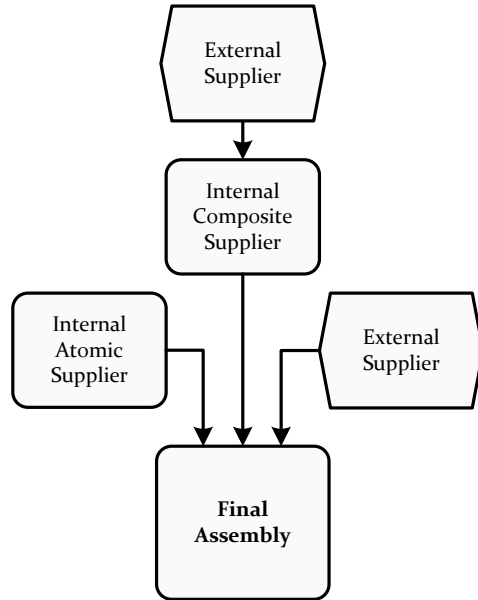 External
Supplier
Internal
Composite
Supplier
Internal
Atomic
Supplier
External
Supplier
Final
Assembly